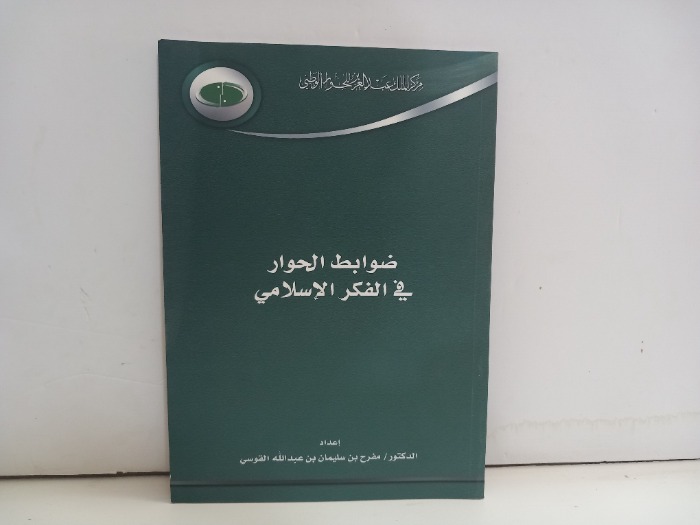 مركز الملك عبدالعزيز للحوار الوطني
ضوابط الحوار
في الفكر الإسلامي
إعداد
الدكتور/ مفرح بن سليمان بن عبدالله القوسي